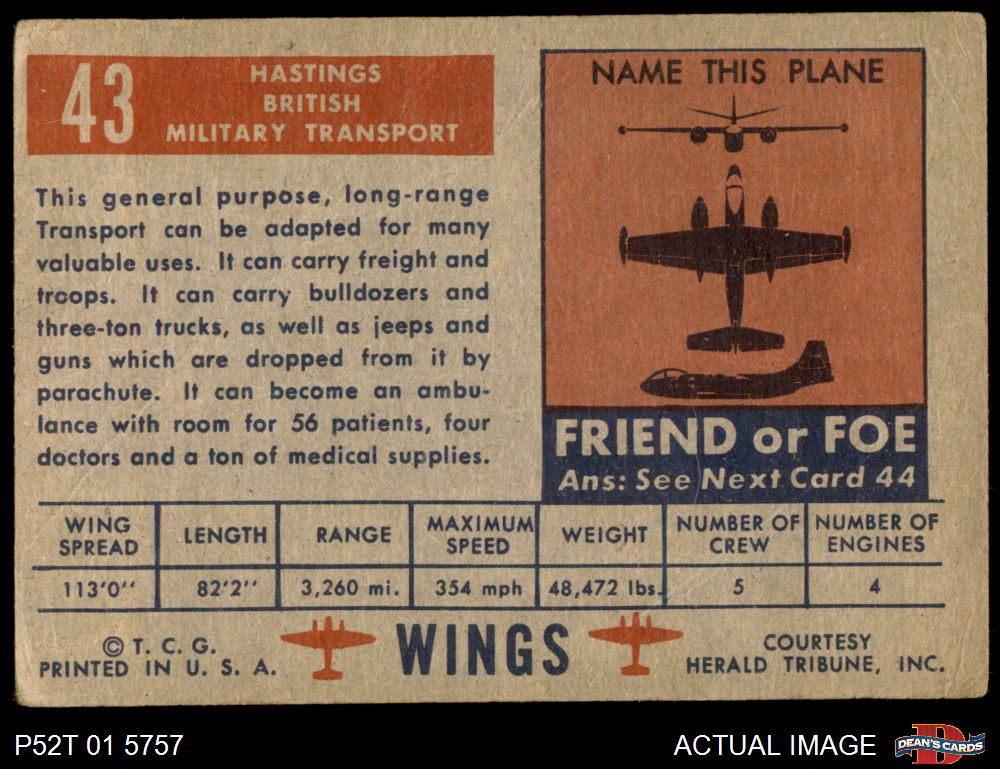 43
HASTINGS
BRITISH
MILITARY TRANSPORT
This general purpose, long-range
Transport can be adapted for many
valuable uses. It can carry freight and
troops. It can carry bulldozers and
three-ton trucks, as well as jeeps and
guns which are dropped from it by
parachute. It can become an ambu-
lance with room for 56 patients, four
doctors and a ton of medical supplies.
NAME THIS PLANE
FRIEND or FOE
Ans: See Next Card 44
WING SPREAD LENGTH RANGE MAXIMUM SPEED WEIGHT NUMBER OF CREW NUMBER OF ENGINES
113'0" 82'2" 3,260 mi. 354 mph 48,472 lbs. 5 4
© T. C. G.
PRINTED IN U. S. A.
WINGS
COURTESY
HERALD TRIBUNE, INC.
P52T 01 5757
ACTUAL IMAGE
D
DEAN'S CARDS